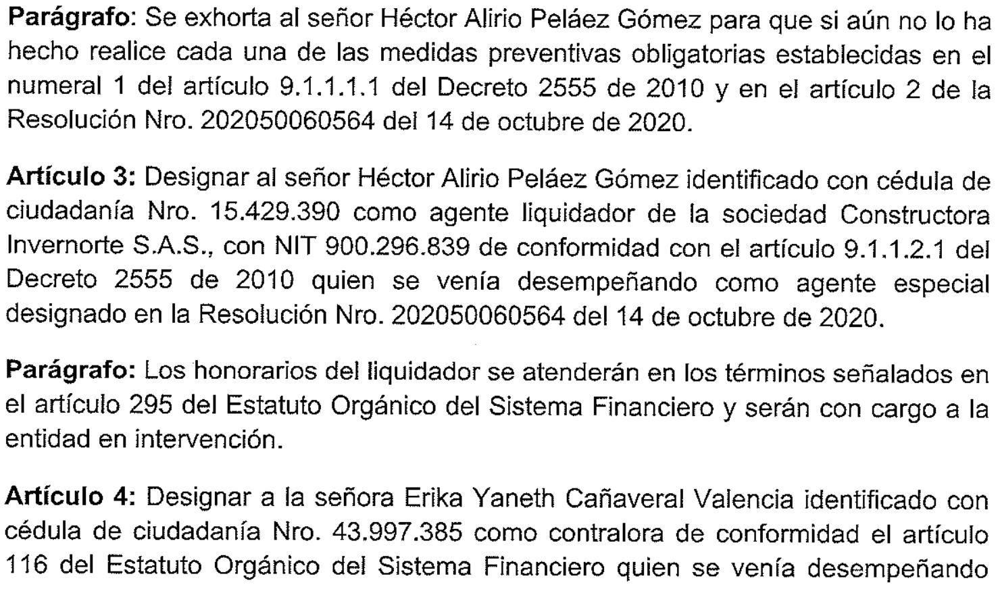 Parágrafo: Se exhorta al señor Héctor Alirio Peláez Gómez para que si aún no lo ha
hecho realice cada una de las medidas preventivas obligatorias establecidas en el
numeral 1 del artículo 9.1.1.1.1 del Decreto 2555 de 2010 y en el artículo 2 de la
Resolución Nro. 202050060564 del 14 de octubre de 2020.
Artículo 3: Designar al señor Héctor Alirio Peláez Gómez identificado con cédula de
ciudadanía Nro. 15.429.390 como agente liquidador de la sociedad Constructora
Invernorte S.A.S., con NIT 900.296.839 de conformidad con el artículo 9.1.1.2.1 del
Decreto 2555 de 2010 quien se venía desempeñando como agente especial
designado en la Resolución Nro. 202050060564 del 14 de octubre de 2020.
Parágrafo: Los honorarios del liquidador se atenderán en los términos señalados en
el artículo 295 del Estatuto Orgánico del Sistema Financiero y serán con cargo a la
entidad en intervención.
Artículo 4: Designar a la señora Erika Yaneth Cañaveral Valencia identificado con
cédula de ciudadanía Nro. 43.997.385 como contralora de conformidad el artículo
116 del Estatuto Orgánico del Sistema Financiero quien se venía desempeñando